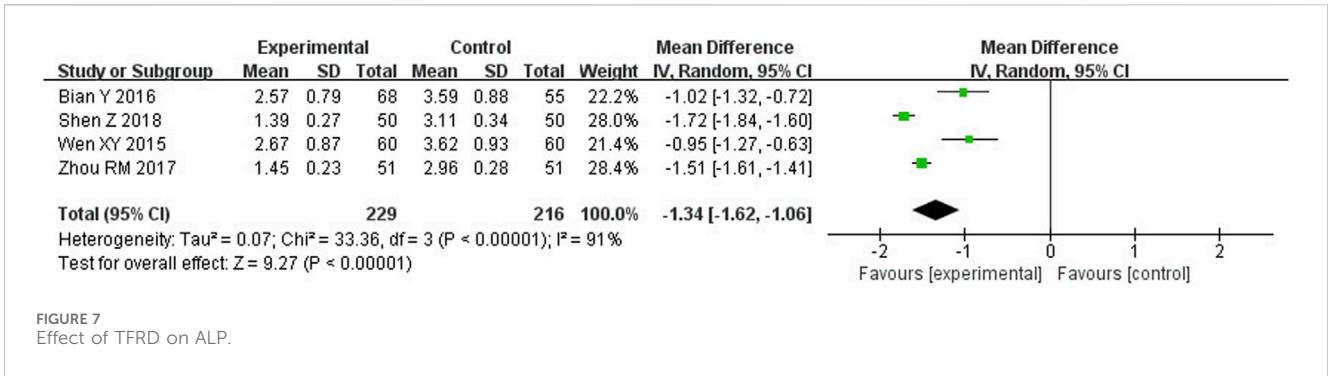 Experimental Control Mean Difference Mean Difference
Study or Subgroup Mean SD Total Mean SD Total Weight IV, Random, 95% CI IV, Random, 95% CI
Bian Y 2016 2.57 0.79 68 3.59 0.88 55 22.2% -1.02 [-1.32, -0.72]
Shen Z 2018 1.39 0.27 50 3.11 0.34 50 28.0% -1.72 [-1.84, -1.60]
Wen XY 2015 2.67 0.87 60 3.62 0.93 60 21.4% -0.95 [-1.27, -0.63]
Zhou RM 2017 1.45 0.23 51 2.96 0.28 51 28.4% -1.51 [-1.61, -1.41]
Total (95% CI) 229 216 100.0% -1.34 [-1.62, -1.06]
Heterogeneity: Tau² = 0.07; Chi² = 33.36, df = 3 (P < 0.00001); I² = 91%
Test for overall effect: Z = 9.27 (P < 0.00001)
-2 -1 0 1 2
Favours [experimental] Favours [control]
FIGURE 7
Effect of TFRD on ALP.